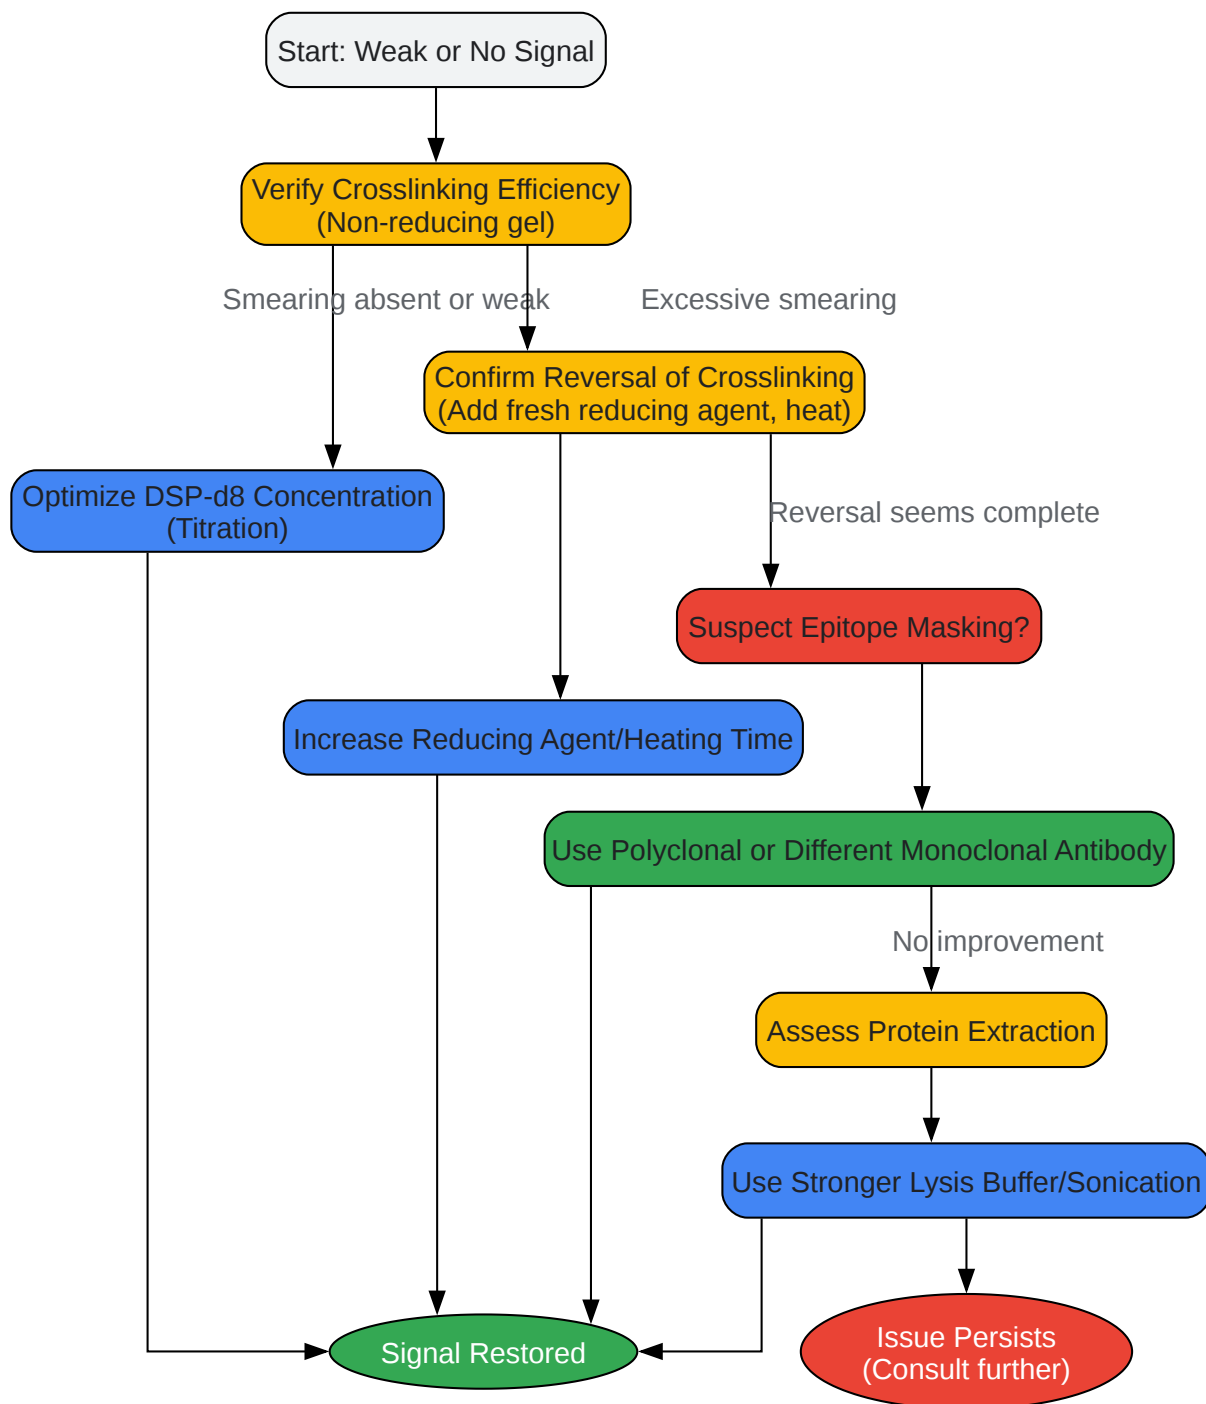 Start: Weak or No Signal
Verify Crosslinking Efficiency
(Non-reducing gel)
Smearing absent or weak
Excessive smearing
Confirm Reversal of Crosslinking
(Add fresh reducing agent, heat)
Optimize DSP-d8 Concentration
(Titration)
Reversal seems complete
Suspect Epitope Masking?
Increase Reducing Agent/Heating Time
Use Polyclonal or Different Monoclonal Antibody
No improvement
Assess Protein Extraction
Use Stronger Lysis Buffer/Sonication
Signal Restored
Issue Persists
(Consult further)